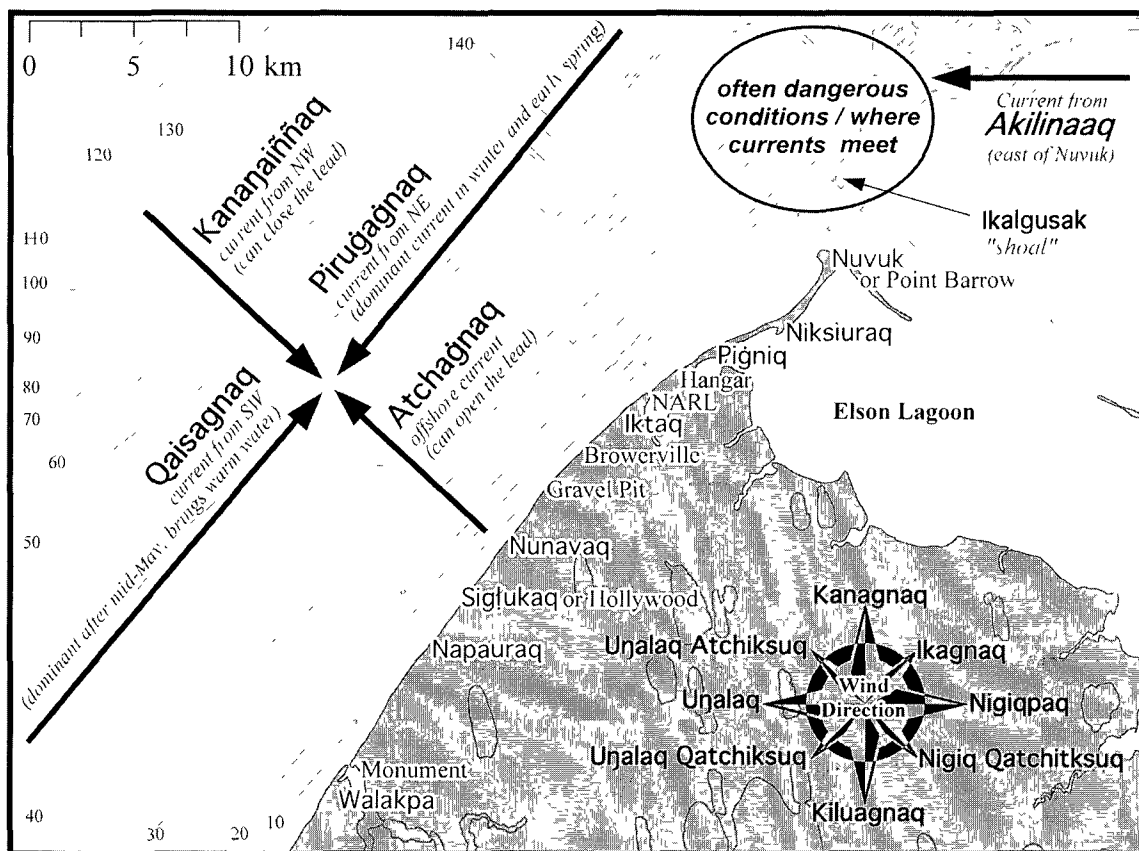 0 5 10 km
140
130
120
110
100
90
80
70
60
50
40
30
20
10
Kanaŋaiññaq
current from NW
(can close the lead)
Piruġaġnaq
current from NE
(dominant current in winter and early spring)
Qaisagnaq
current from SW
(dominant after mid-May, brings warm water)
Atchaġnaq
offshore current
(can open the lead)
often dangerous
conditions / where
currents meet
Current from
Akilinaaq
(east of Nuvuk)
Ikalgusak
"shoal"
Nuvuk
or Point Barrow
Niksiuraq
Piġniq
Hangar
NARL
Iktaq
Browerville
Gravel Pit
Elson Lagoon
Nunavaq
Siġḷukaq or Hollywood
Napauraq
Monument
Walakpa
Kanagnaq
Uŋalaq Atchiksuq
Ikagnaq
Wind
Direction
Uŋalaq
Nigiqpaq
Uŋalaq Qatchiksuq
Nigiq Qatchitksuq
Kiluagnaq